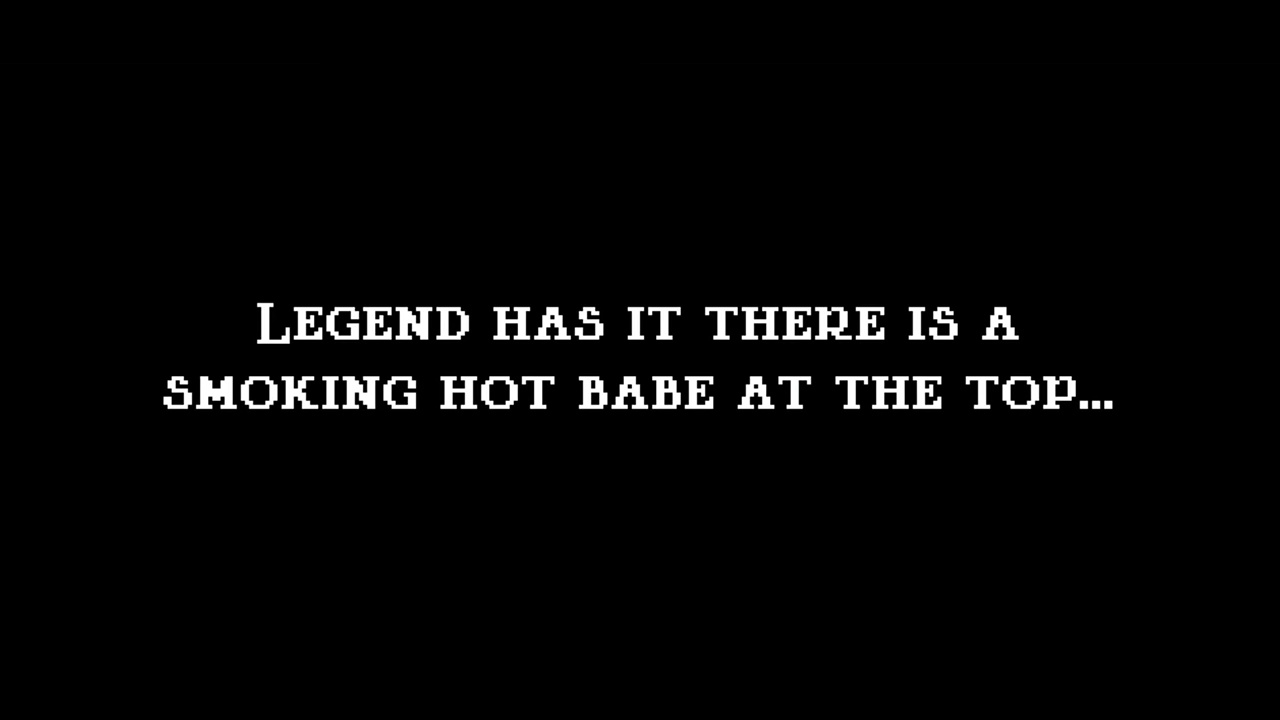 Legend has it there is a
smoking hot babe at the top...